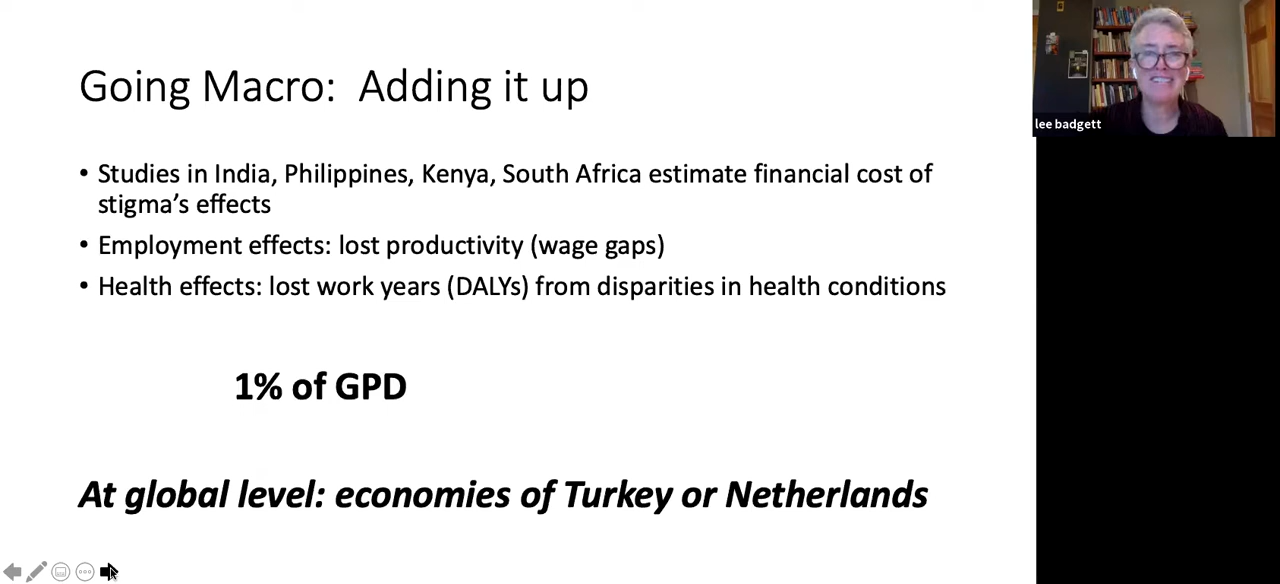 Going Macro: Adding it up
• Studies in India, Philippines, Kenya, South Africa estimate financial cost of
stigma’s effects
• Employment effects: lost productivity (wage gaps)
• Health effects: lost work years (DALYs) from disparities in health conditions
1% of GPD
At global level: economies of Turkey or Netherlands
lee badgett